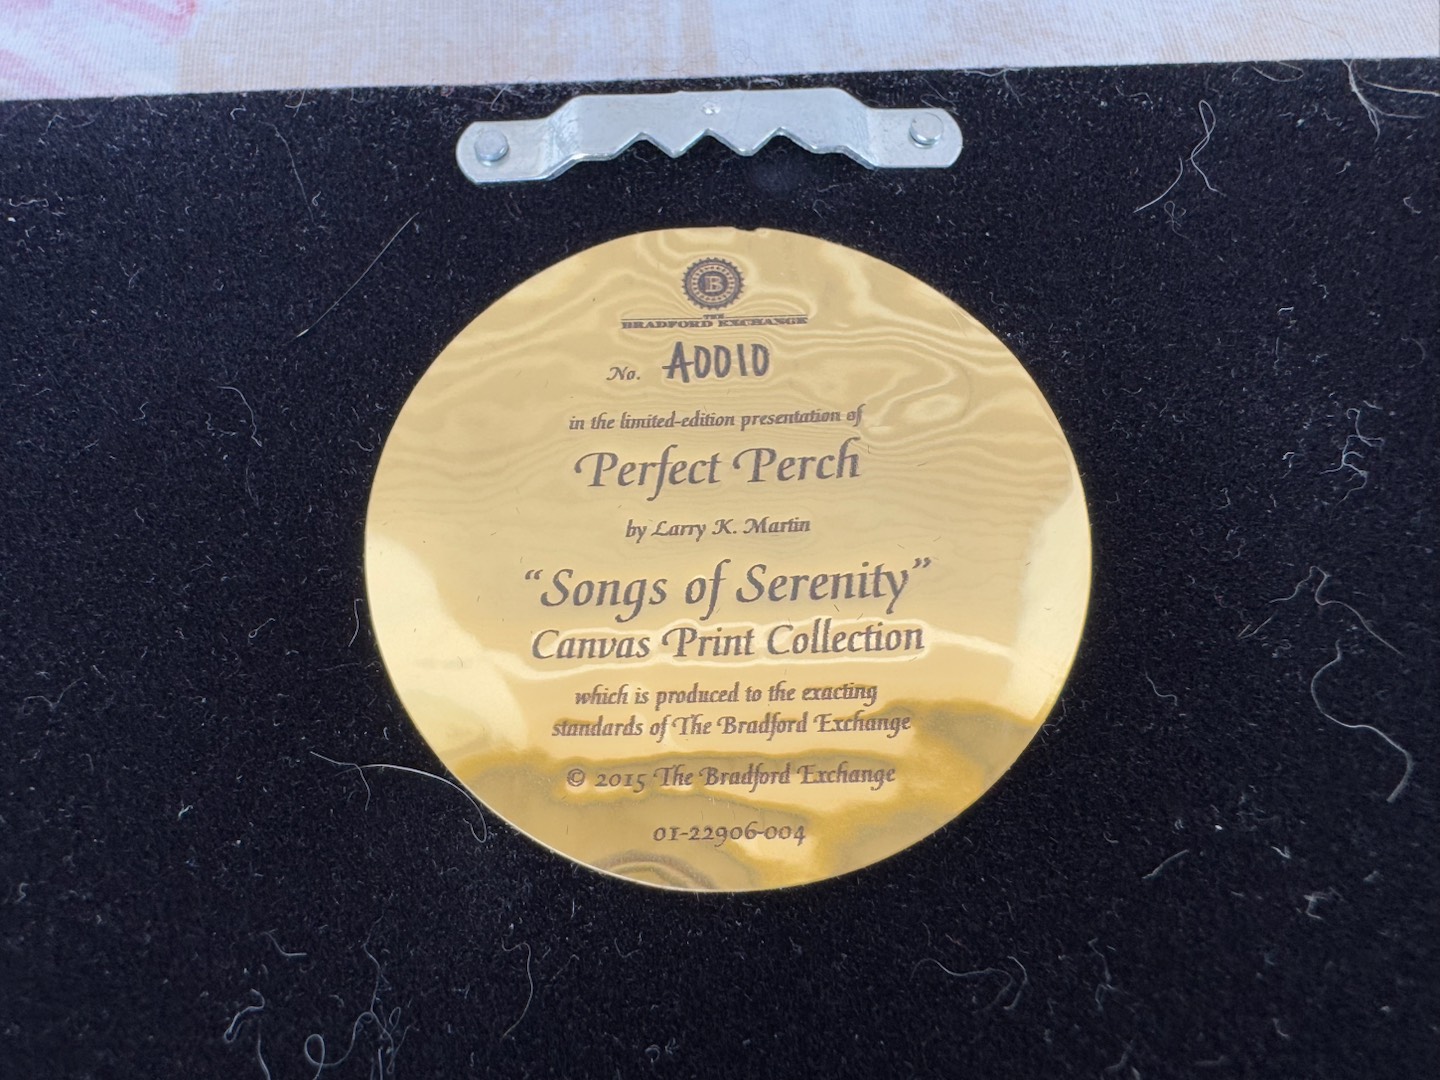 B
THE
BRADFORD EXCHANGE
No. A0010
in the limited-edition presentation of
Perfect Perch
by Larry K. Martin
“Songs of Serenity”
Canvas Print Collection
which is produced to the exacting
standards of The Bradford Exchange
© 2015 The Bradford Exchange
01-22906-004